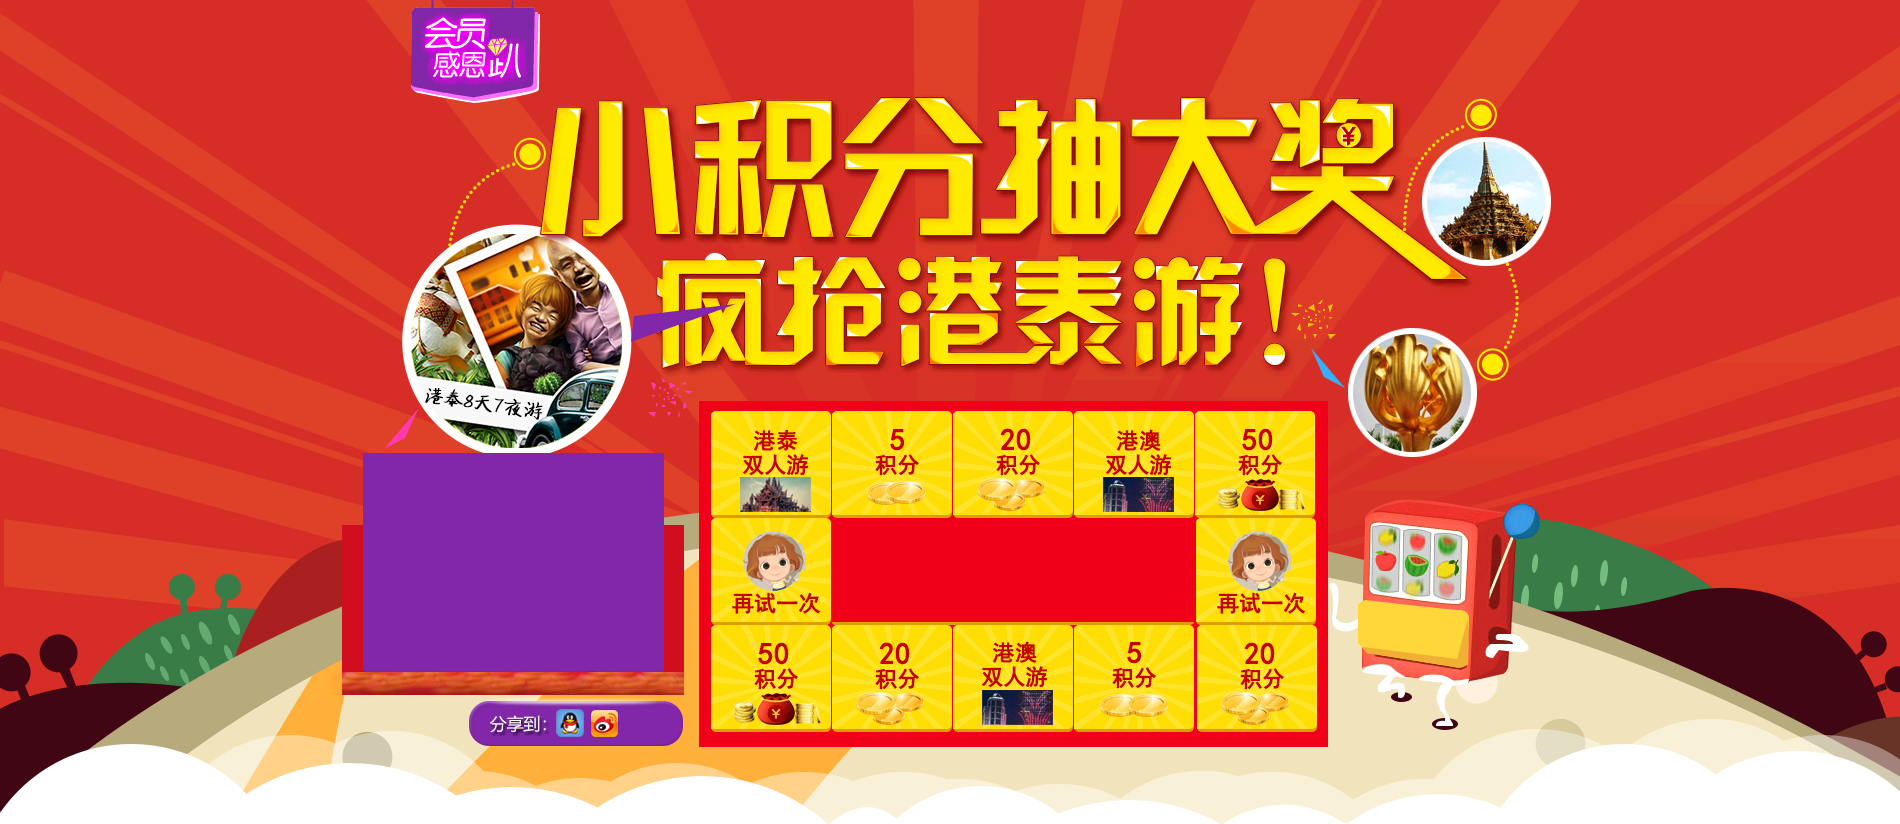 会员
感恩趴
小积分抽大奖
疯抢港泰游!
港泰8天7夜游
港泰
双人游
5
积分
20
积分
港澳
双人游
50
积分
再试一次
再试一次
50
积分
20
积分
港澳
双人游
5
积分
20
积分
分享到: